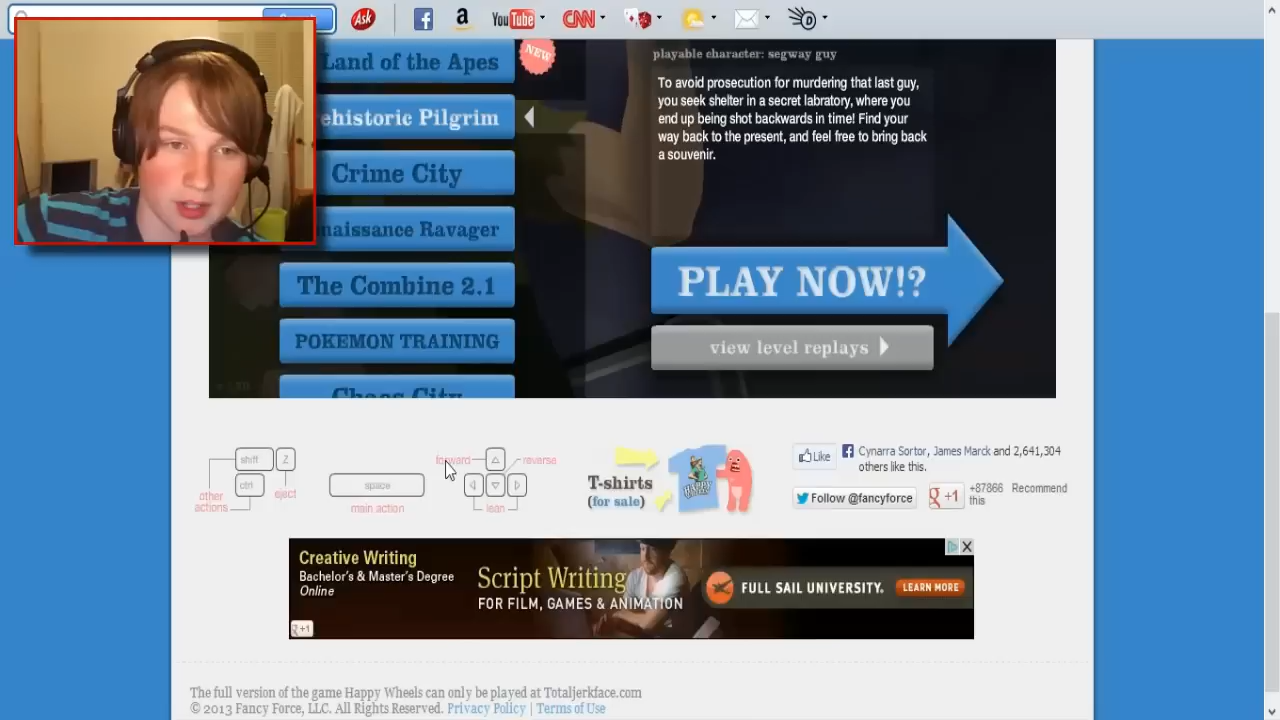 Ask
f
a
YouTube
CNN
Land of the Apes
NEW
ehistoric Pilgrim
Crime City
naissance Ravager
The Combine 2.1
POKEMON TRAINING
Chaos City
playable character: segway guy
To avoid prosecution for murdering that last guy,
you seek shelter in a secret labratory, where you
end up being shot backwards in time! Find your
way back to the present, and feel free to bring back
a souvenir.
PLAY NOW!?
view level replays
shift
Z
ctrl
eject
other
actions
space
main action
forward
reverse
lean
T-shirts
(for sale)
Like
Cynarra Sortor, James Marck and 2,641,304
others like this.
Follow @fancyforce
g +1
+87866 Recommend
this
Creative Writing
Bachelor's & Master's Degree
Online
Script Writing
FOR FILM, GAMES & ANIMATION
FULL SAIL UNIVERSITY.
LEARN MORE
g +1
The full version of the game Happy Wheels can only be played at Totaljerkface.com
© 2013 Fancy Force, LLC. All Rights Reserved. Privacy Policy | Terms of Use